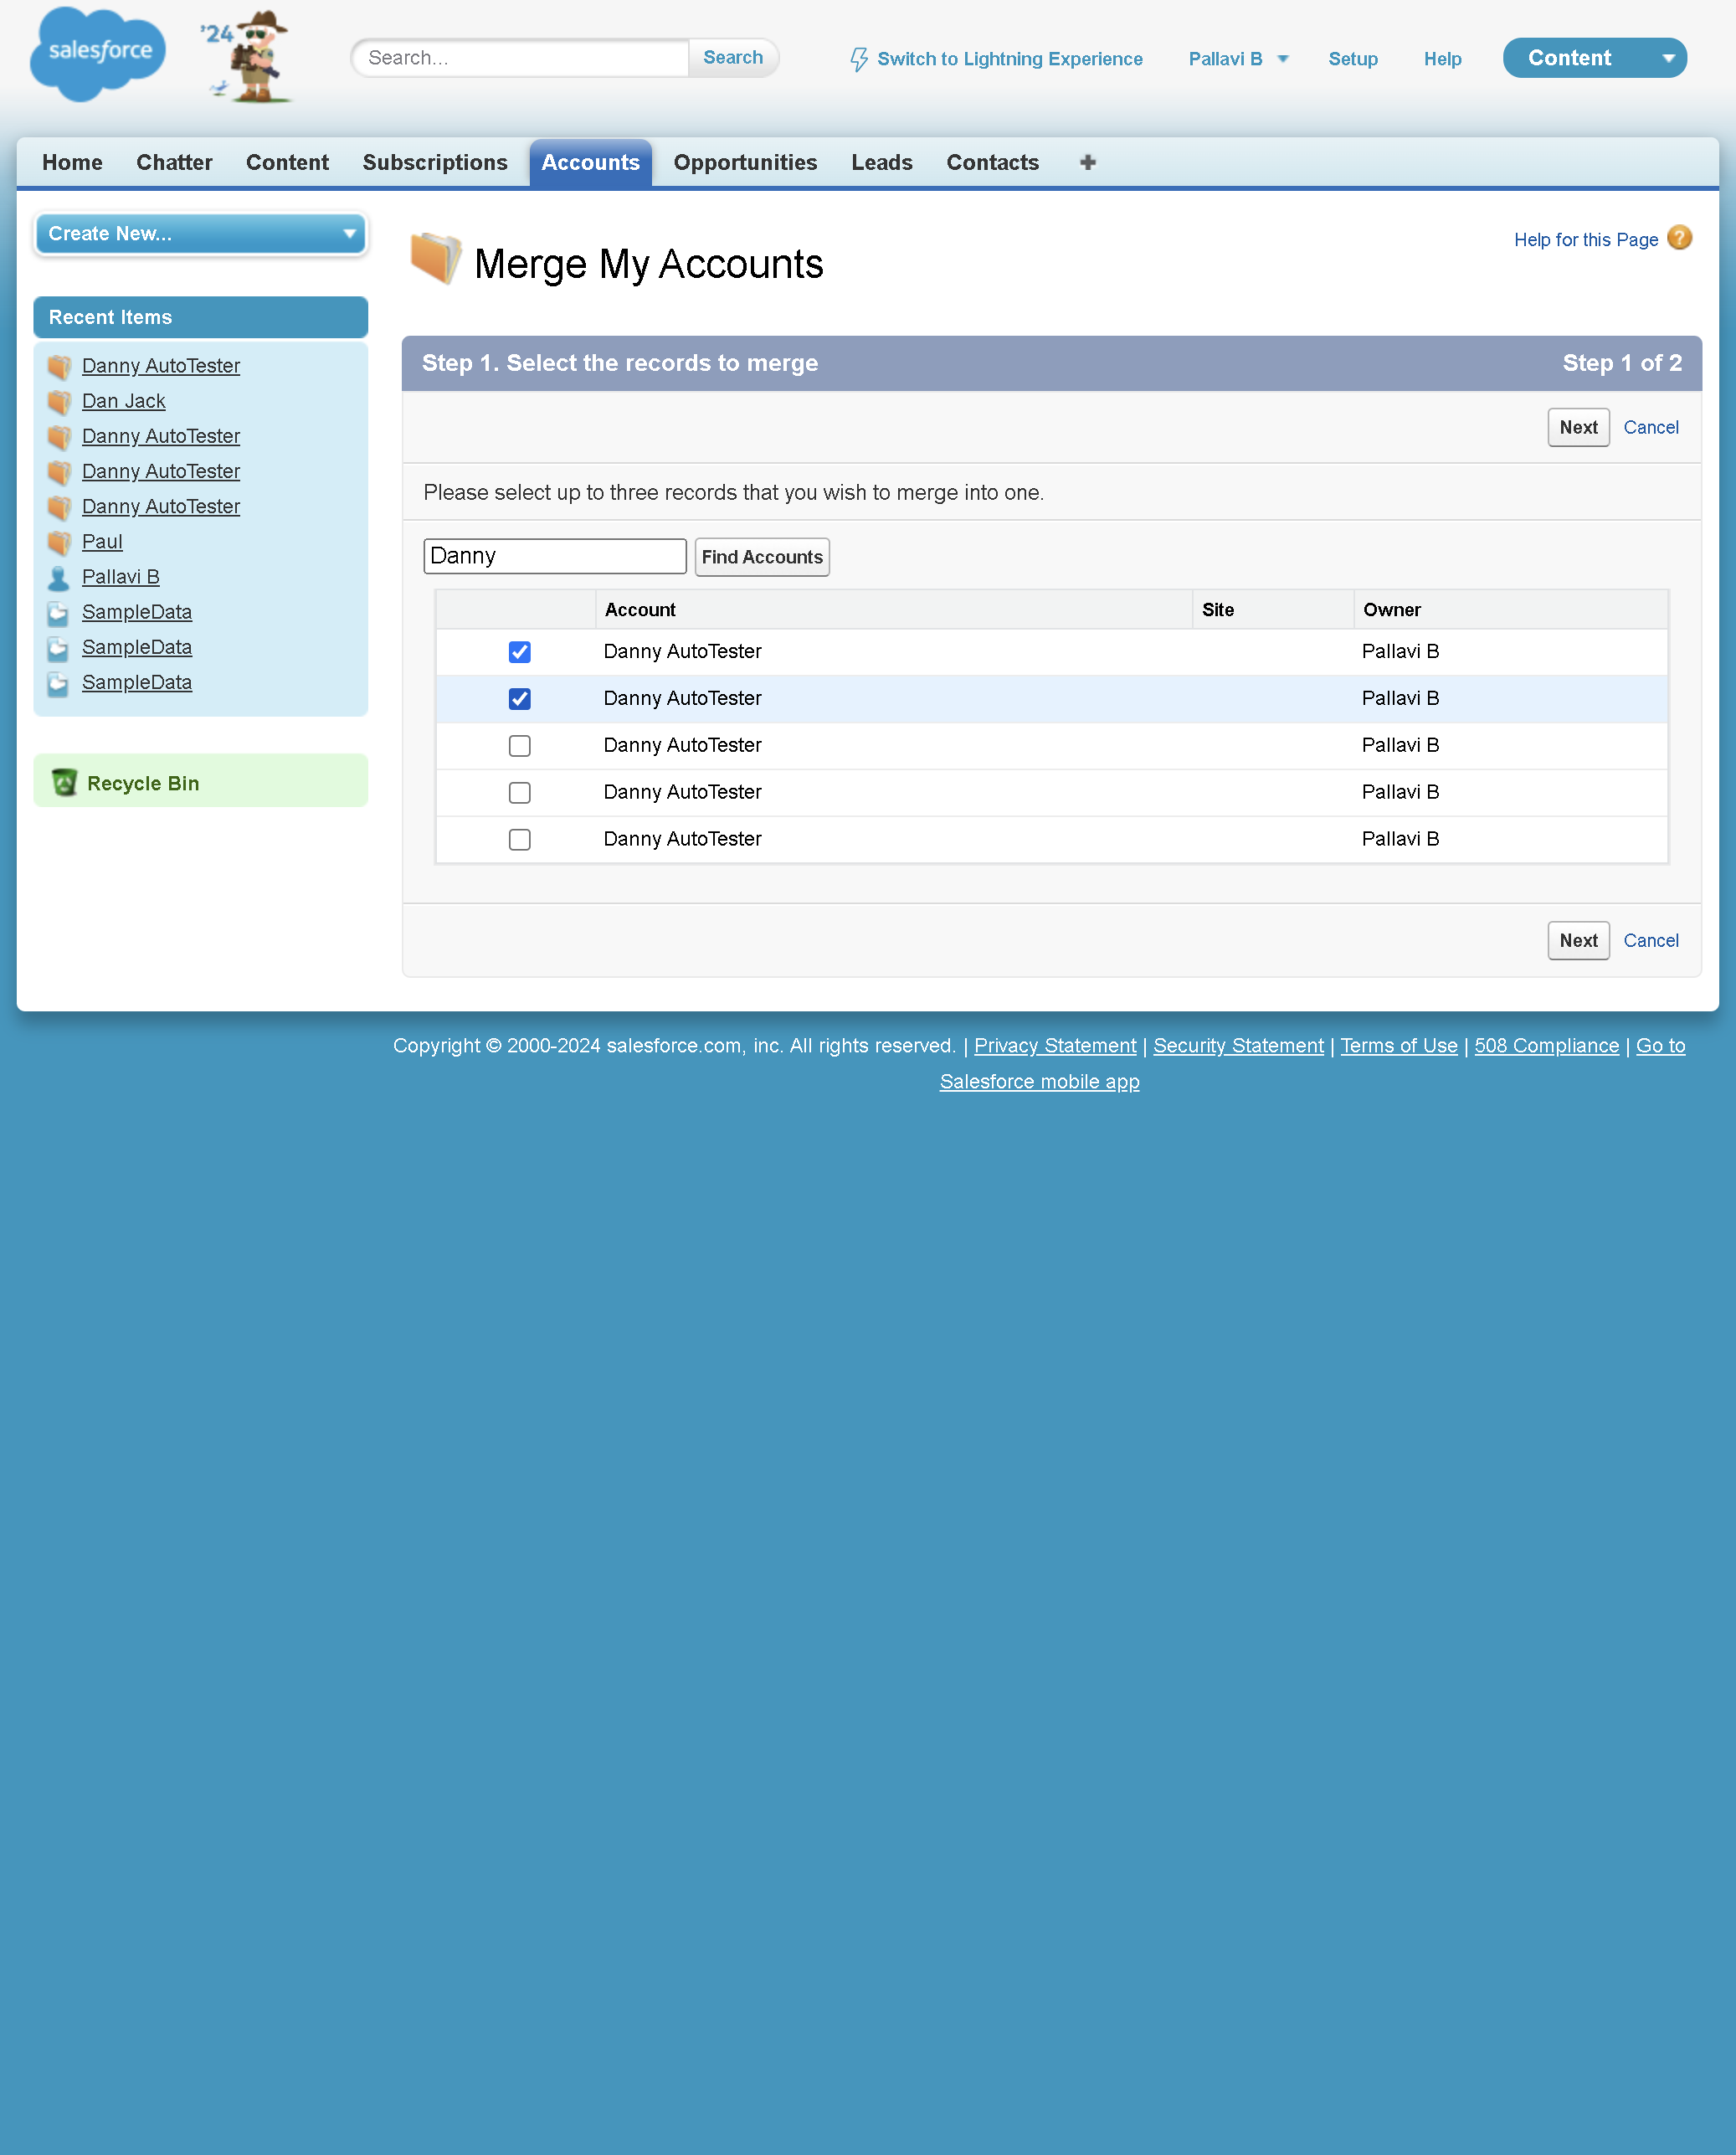 salesforce
'24
Search...
Search
Switch to Lightning Experience
Pallavi B
Setup
Help
Content
Home
Chatter
Content
Subscriptions
Accounts
Opportunities
Leads
Contacts
Create New...
Recent Items
Danny AutoTester
Dan Jack
Danny AutoTester
Danny AutoTester
Danny AutoTester
Paul
Pallavi B
SampleData
SampleData
SampleData
Recycle Bin
Merge My Accounts
Help for this Page ?
Step 1. Select the records to merge
Step 1 of 2
Next
Cancel
Please select up to three records that you wish to merge into one.
Danny
Find Accounts
Account Site Owner
Danny AutoTester Pallavi B
Danny AutoTester Pallavi B
Danny AutoTester Pallavi B
Danny AutoTester Pallavi B
Danny AutoTester Pallavi B
Next
Cancel
Copyright © 2000-2024 salesforce.com, inc. All rights reserved. | Privacy Statement | Security Statement | Terms of Use | 508 Compliance | Go to
Salesforce mobile app